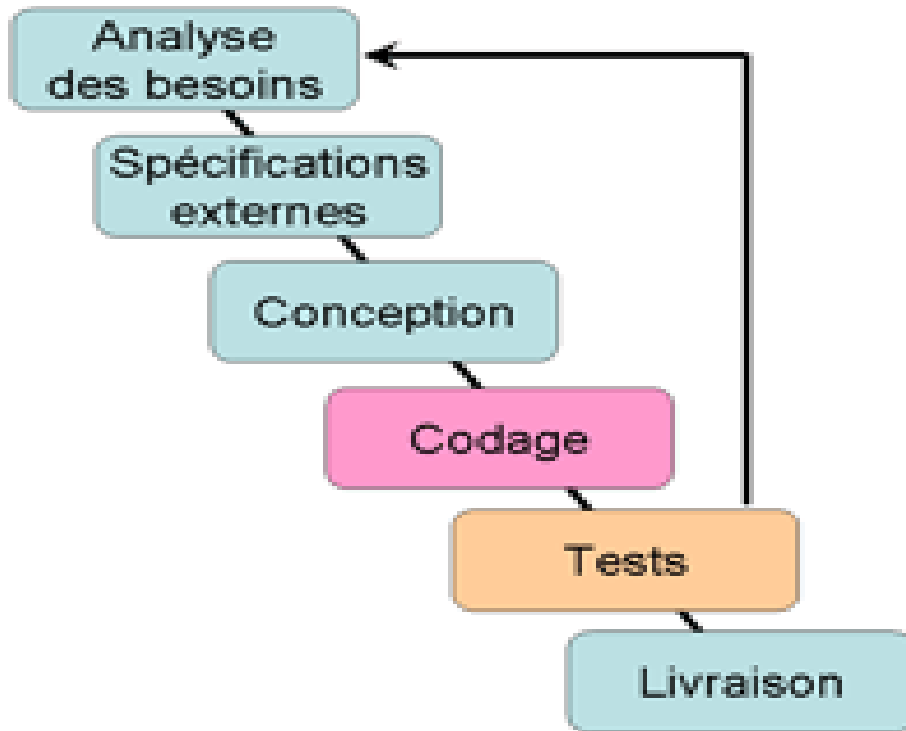 Analyse
des besoins
Spécifications
externes
Conception
Codage
Tests
Livraison